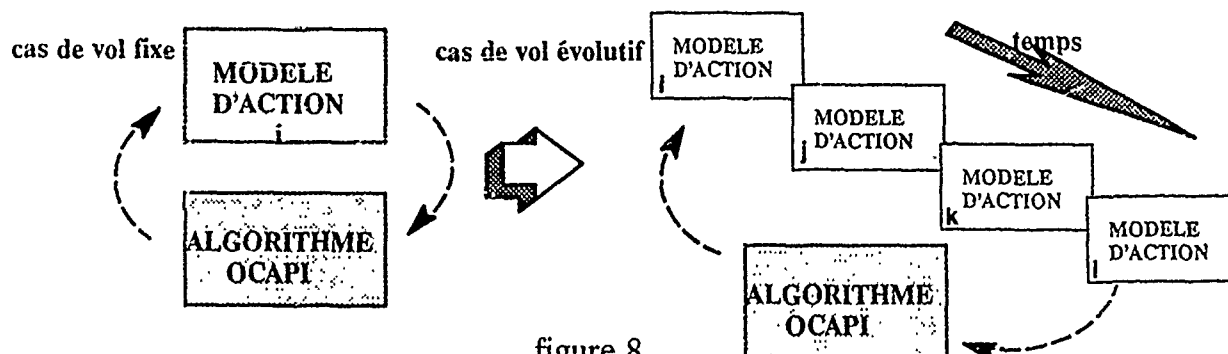 cas de vol fixe
MODELE
D'ACTION
i
ALGORITHME
OCAPI
cas de vol évolutif
MODELE
D'ACTION
i
MODELE
D'ACTION
j
MODELE
D'ACTION
k
MODELE
D'ACTION
l
temps
ALGORITHME
OCAPI
figure 8